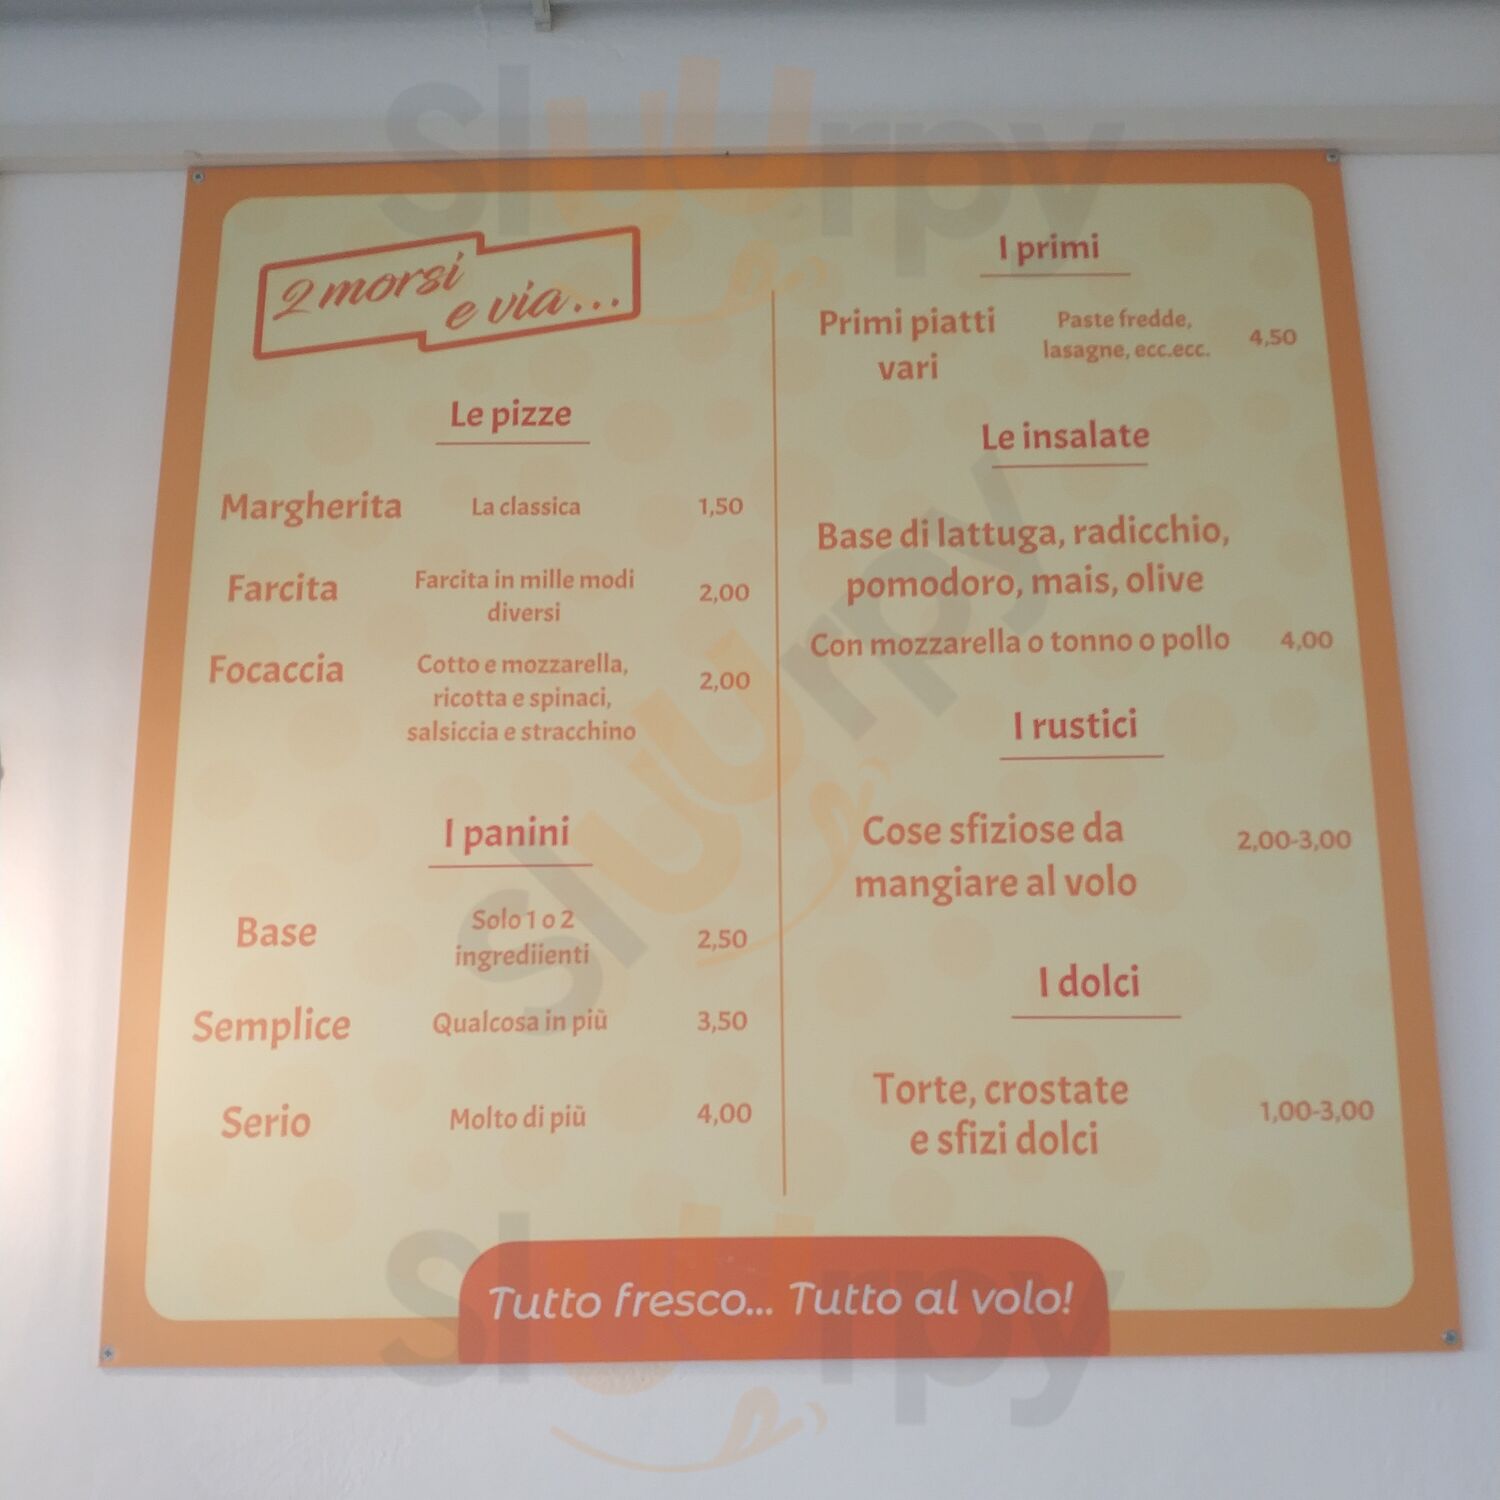 2 morsi
e via...
Le pizze
Margherita La classica 1,50
Farcita Farcita in mille modi
diversi 2,00
Focaccia Cotto e mozzarella,
ricotta e spinaci, 2,00
salsiccia e stracchino
I panini
Base Solo 1 o 2
ingrediienti 2,50
Semplice Qualcosa in più 3,50
Serio Molto di più 4,00
I primi
Primi piatti Paste fredde,
vari lasagne, ecc.ecc. 4,50
Le insalate
Base di lattuga, radicchio,
pomodoro, mais, olive
Con mozzarella o tonno o pollo 4,00
I rustici
Cose sfiziose da
mangiare al volo 2,00-3,00
I dolci
Torte, crostate
e sfizi dolci 1,00-3,00
Tutto fresco... Tutto al volo!
Sluurpy
Sluurpy
Sluurpy